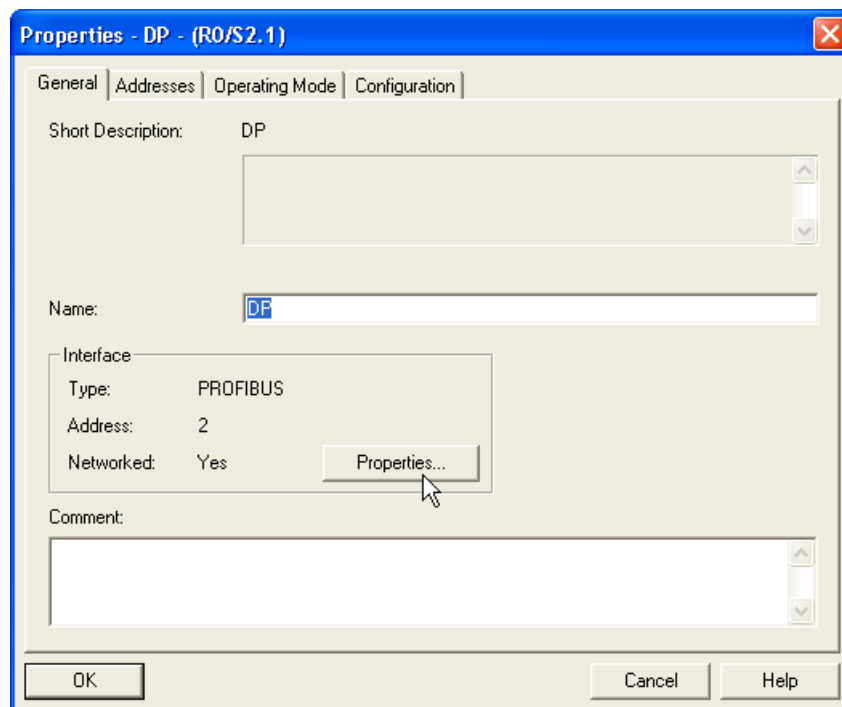 Properties - DP - (R0/S2.1)
General Addresses Operating Mode Configuration
Short Description: DP
Name: DP
Interface
Type: PROFIBUS
Address: 2
Networked: Yes Properties...
Comment:
OK Cancel Help